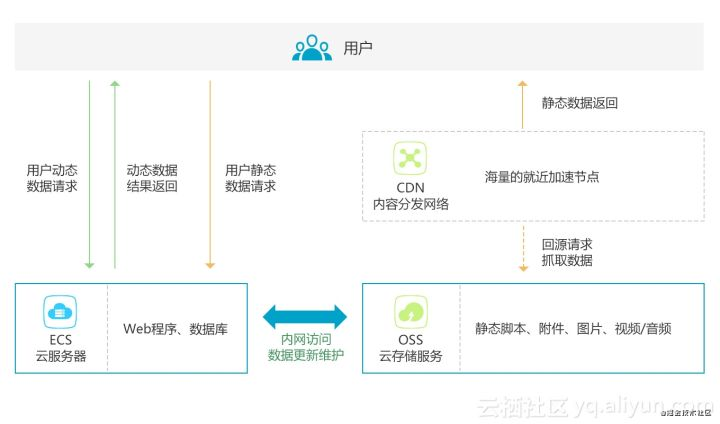 用户
用户动态
数据请求
动态数据
结果返回
用户静态
数据请求
静态数据返回
CDN
内容分发网络
海量的就近加速节点
回源请求
抓取数据
ECS
云服务器
Web程序、数据库
内网访问
数据更新维护
OSS
云存储服务
静态脚本、附件、图片、视频/音频
云栖社区 yq.aliyun.com
@掘金技术社区